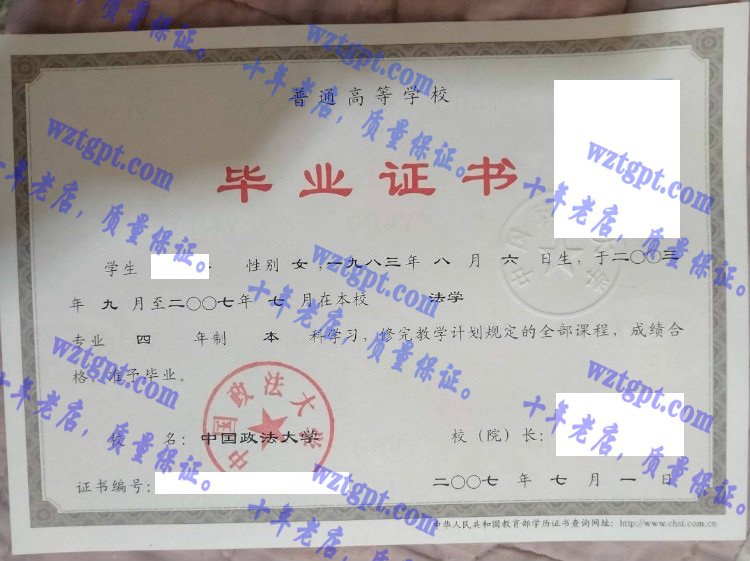 普通高等学校
毕业证书
学生 性别 女，一九八三年 八 月 六 日生，于二〇〇三
年 九 月至二〇〇七年 七 月在本校 法学
专业 四 年制 本 科学习，修完教学计划规定的全部课程，成绩合
格，准予毕业。
校 名：中国政法大学
校（院）长：
证书编号：
二〇〇七 年 七 月 一 日
中华人民共和国教育部学历证书查询网址：http://www.chsi.com.cn
中国政法大学
wztgpt.com
十年老店，质量保证。